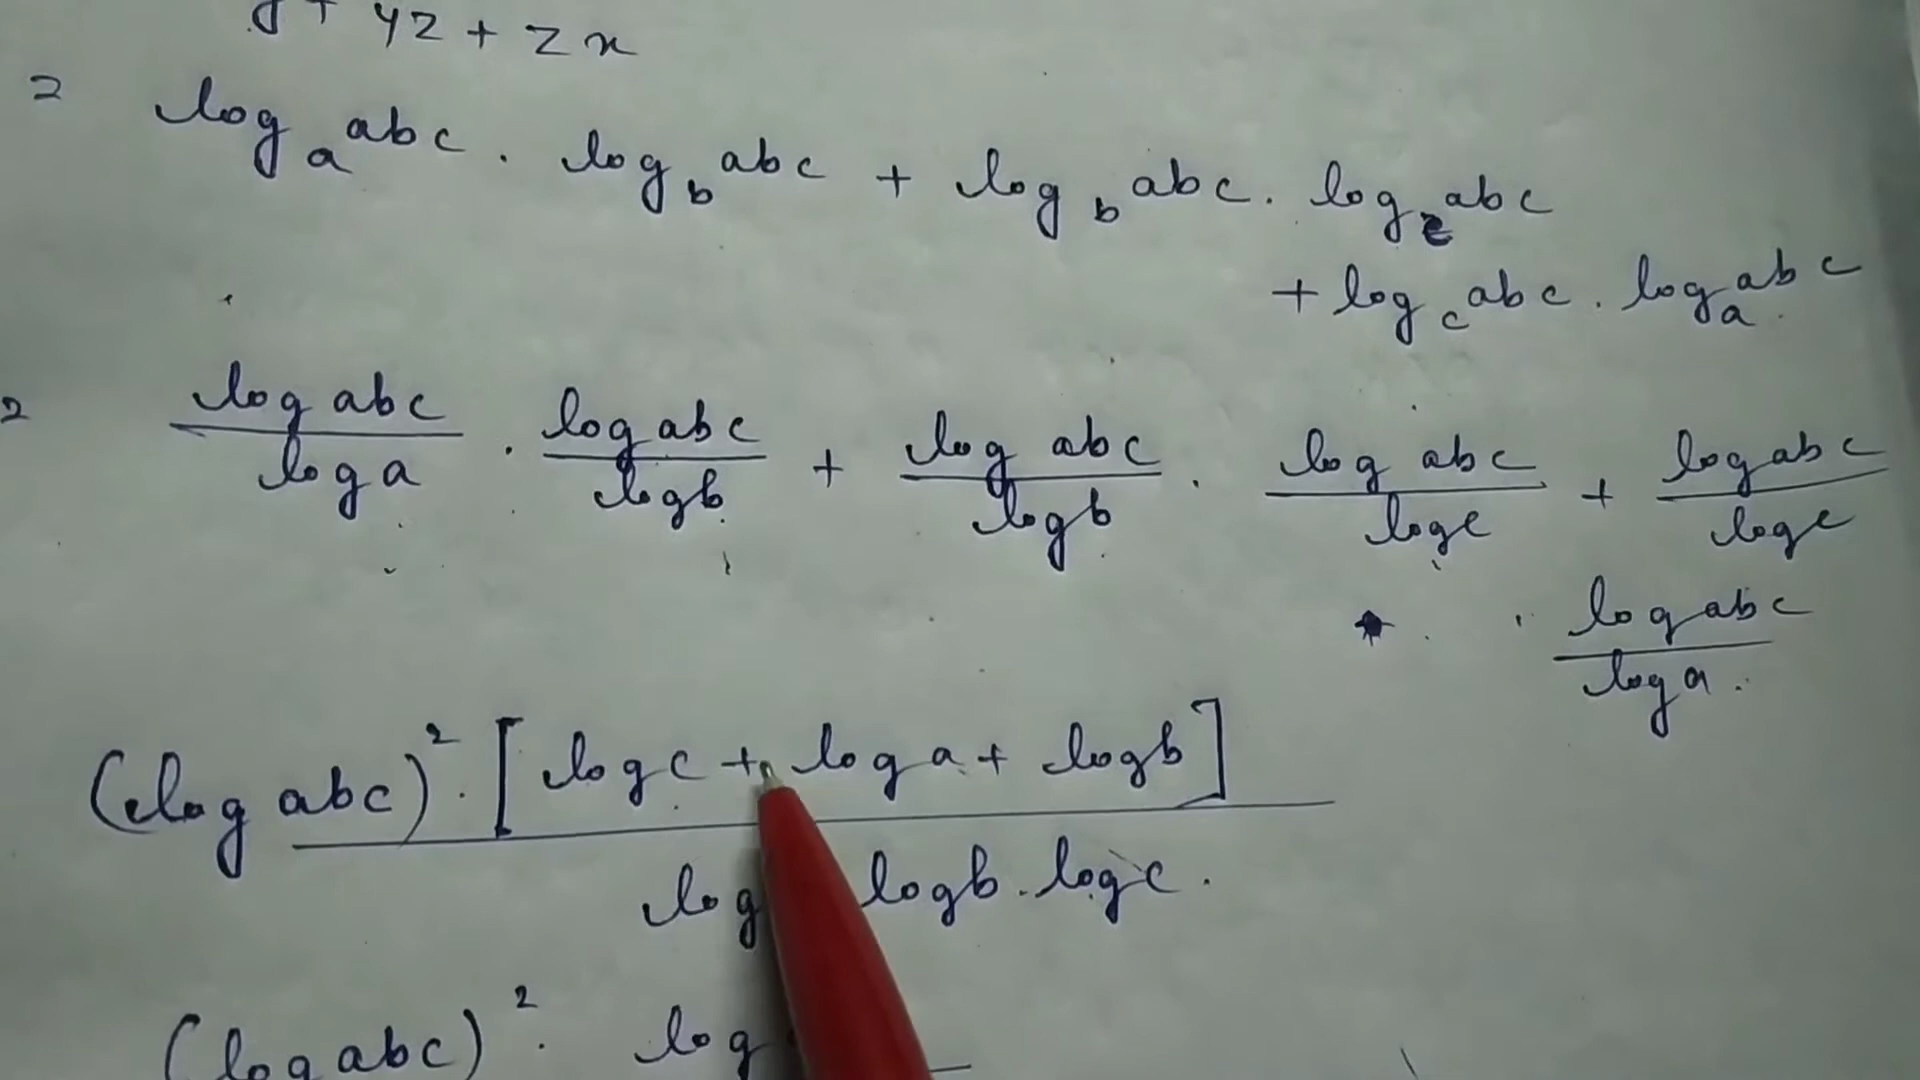 + yz + zx
= log_a abc . log_b abc + log_b abc . log_c abc
+ log_c abc . log_a abc
= log abc / log a . log abc / log b + log abc / log b . log abc / log c + log abc / log c
. log abc / log a .
(log abc)² . [log c + log a + log b]
log logb . logc .
(log abc)² . log